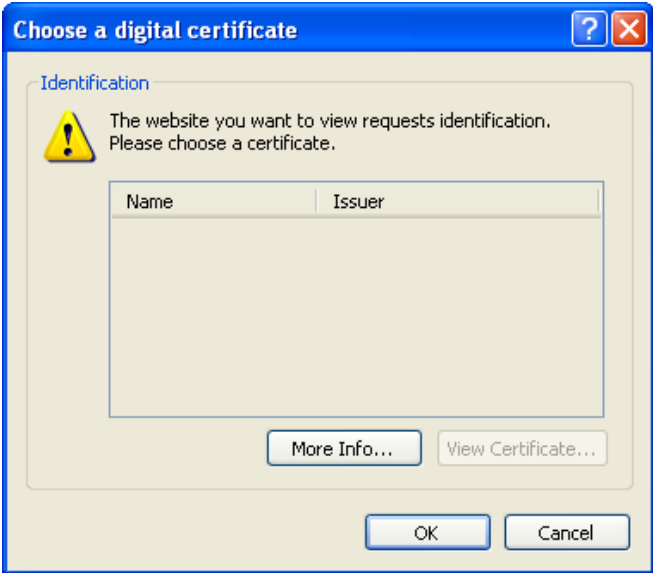 Choose a digital certificate
Identification
The website you want to view requests identification.
Please choose a certificate.
Name Issuer
More Info... View Certificate...
OK Cancel